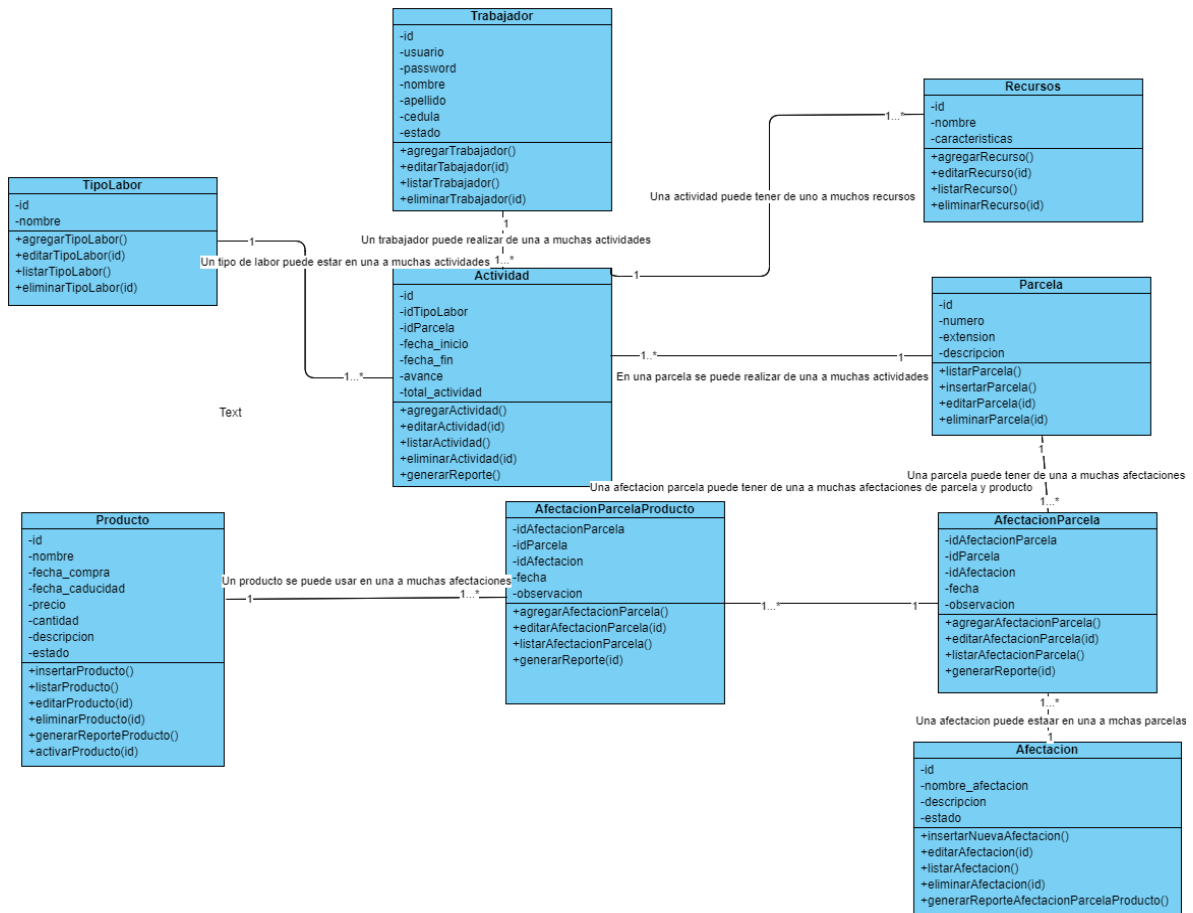 Trabajador
-id
-usuario
-password
-nombre
-apellido
-cedula
-estado
+agregarTrabajador()
+editarTabajador(id)
+listarTrabajador()
+eliminarTrabajador(id)
1
Un trabajador puede realizar de una a muchas actividades
1...*
Recursos
-id
-nombre
-caracteristicas
+agregarRecurso()
+editarRecurso(id)
+listarRecurso()
+eliminarRecurso(id)
1...*
Una actividad puede tener de uno a muchos recursos
1
TipoLabor
-id
-nombre
+agregarTipoLabor()
+editarTipoLabor(id)
+listarTipoLabor()
+eliminarTipoLabor(id)
1
Un tipo de labor puede estar en una a muchas actividades
1...*
Actividad
-id
-idTipoLabor
-idParcela
-fecha_inicio
-fecha_fin
-avance
-total_actividad
+agregarActividad()
+editarActividad(id)
+listarActividad()
+eliminarActividad(id)
+generarReporte()
1...*
1
En una parcela se puede realizar de una a muchas actividades
Parcela
-id
-numero
-extension
-descripcion
+listarParcela()
+insertarParcela()
+editarParcela(id)
+eliminarParcela(id)
Text
1
Una parcela puede tener de una a muchas afectaciones
1...*
Una afectacion parcela puede tener de una a muchas afectaciones de parcela y producto
Producto
-id
-nombre
-fecha_compra
-fecha_caducidad
-precio
-cantidad
-descripcion
-estado
+insertarProducto()
+listarProducto()
+editarProducto(id)
+eliminarProducto(id)
+generarReporteProducto()
+activarProducto(id)
Un producto se puede usar en una a muchas afectaciones
1
1...*
AfectacionParcelaProducto
-idAfectacionParcela
-idParcela
-idAfectacion
-fecha
-observacion
+agregarAfectacionParcela()
+editarAfectacionParcela(id)
+listarAfectacionParcela()
+generarReporte(id)
1...*
1
AfectacionParcela
-idAfectacionParcela
-idParcela
-idAfectacion
-fecha
-observacion
+agregarAfectacionParcela()
+editarAfectacionParcela(id)
+listarAfectacionParcela()
+generarReporte(id)
1...*
Una afectacion puede estaar en una a mchas parcelas
1
Afectacion
-id
-nombre_afectacion
-descripcion
-estado
+insertarNuevaAfectacion()
+editarAfectacion(id)
+listarAfectacion()
+eliminarAfectacion(id)
+generarReporteAfectacionParcelaProducto()